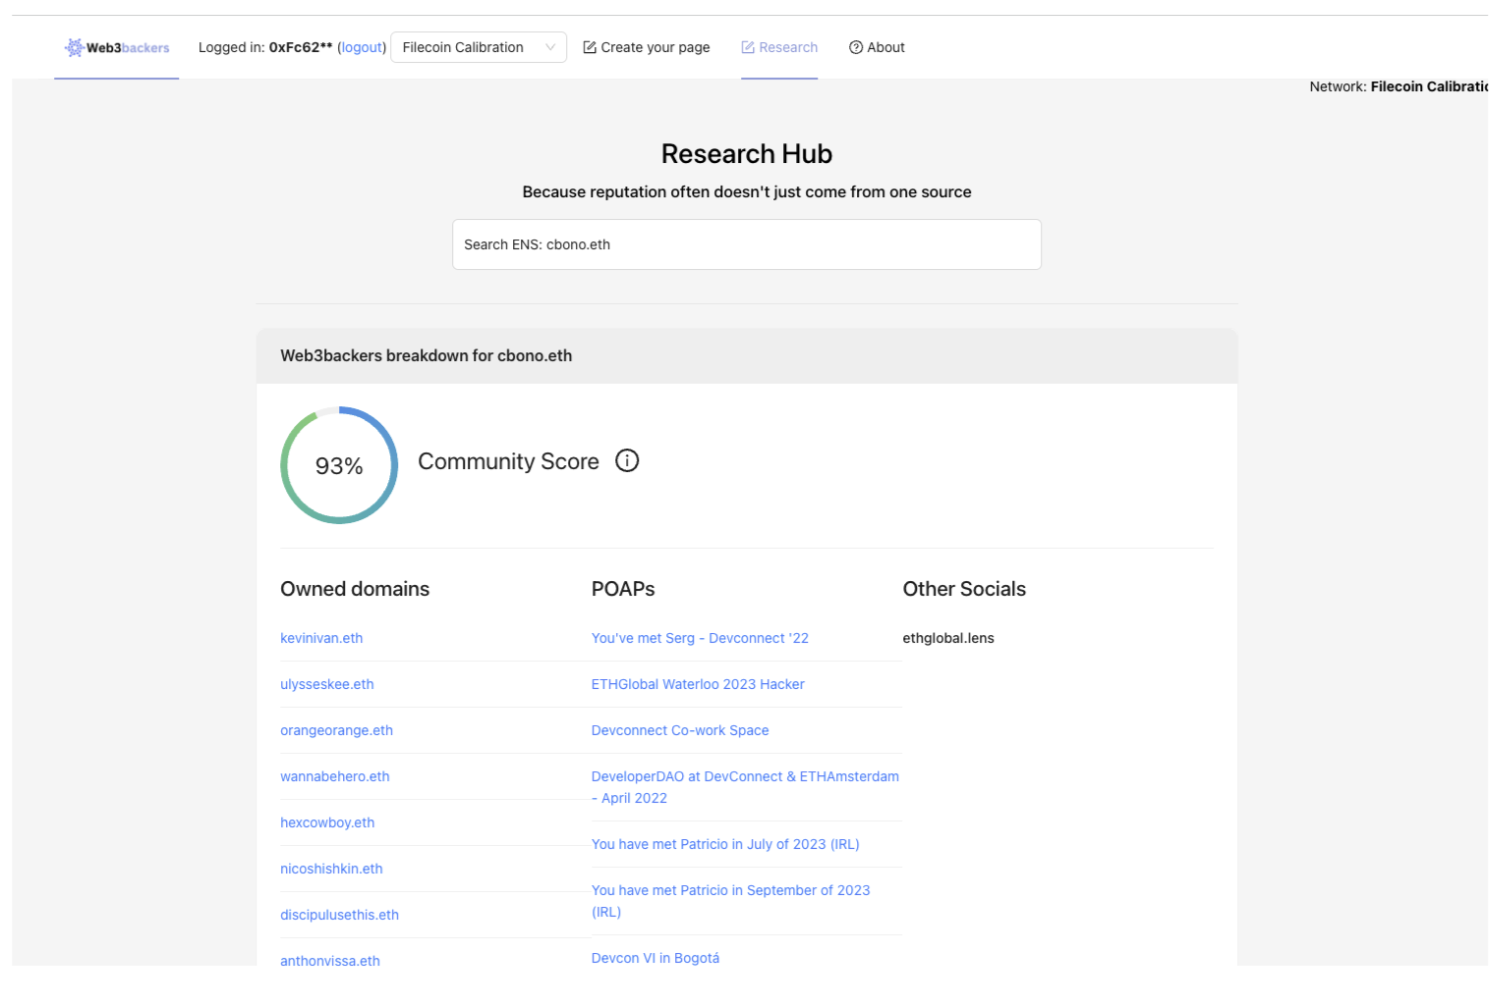 Web3backers Logged in: 0xFc62** (logout) Filecoin Calibration Create your page Research About
Network: Filecoin Calibratio
Research Hub
Because reputation often doesn't just come from one source
Search ENS: cbono.eth
Web3backers breakdown for cbono.eth
93% Community Score
Owned domains
kevinivan.eth
ulysseskee.eth
orangeorange.eth
wannabehero.eth
hexcowboy.eth
nicoshishkin.eth
discipulusethis.eth
anthonvissa.eth
POAPs
You've met Serg - Devconnect '22
ETHGlobal Waterloo 2023 Hacker
Devconnect Co-work Space
DeveloperDAO at DevConnect & ETHAmsterdam
- April 2022
You have met Patricio in July of 2023 (IRL)
You have met Patricio in September of 2023
(IRL)
Devcon VI in Bogotá
Other Socials
ethglobal.lens